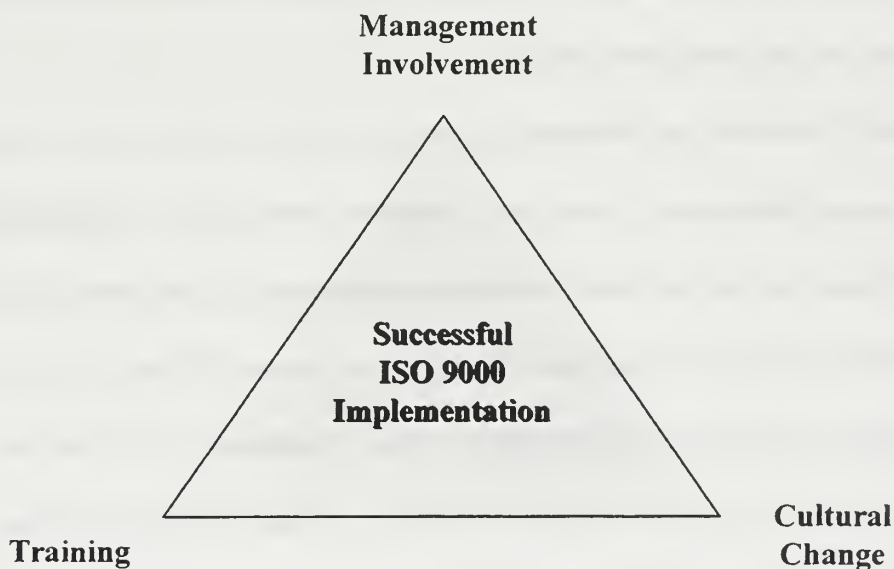 Management
Involvement
Successful
ISO 9000
Implementation
Training
Cultural
Change